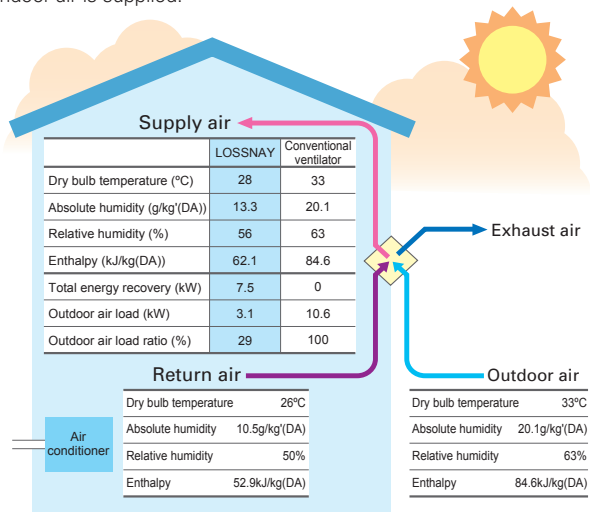 ndoor air is supplied.
Supply air
LOSSNAY Conventional ventilator
Dry bulb temperature (ºC) 28 33
Absolute humidity (g/kg'(DA)) 13.3 20.1
Relative humidity (%) 56 63
Enthalpy (kJ/kg(DA)) 62.1 84.6
Total energy recovery (kW) 7.5 0
Outdoor air load (kW) 3.1 10.6
Outdoor air load ratio (%) 29 100
Exhaust air
Return air
Dry bulb temperature 26ºC
Absolute humidity 10.5g/kg'(DA)
Relative humidity 50%
Enthalpy 52.9kJ/kg(DA)
Air
conditioner
Outdoor air
Dry bulb temperature 33ºC
Absolute humidity 20.1g/kg'(DA)
Relative humidity 63%
Enthalpy 84.6kJ/kg(DA)